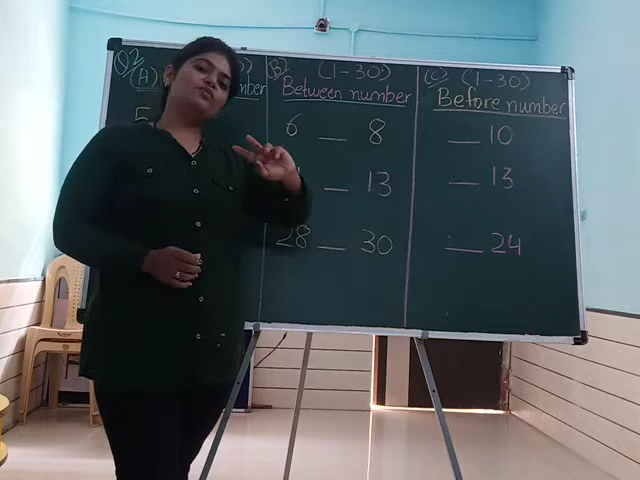 Q2
(A) mber
5
(B) (1-30)
Between number
6 __ 8
__ 13
28 __ 30
(C) (1-30)
Before number
__ 10
__ 13
__ 24